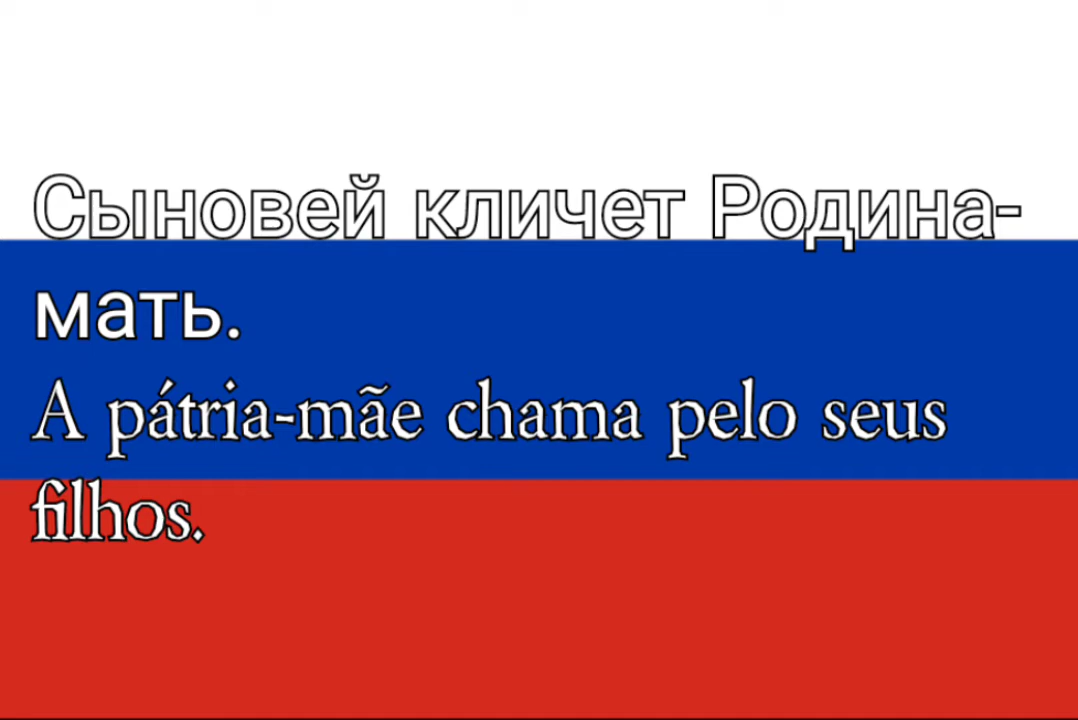 Сыновей кличет Родина-
мать.
A pátria-mãe chama pelo seus
filhos.